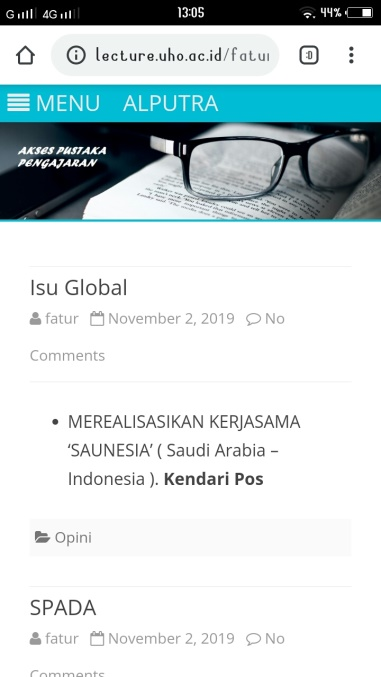 G 4G 13:05 44%
lecture.uho.ac.id/fatur
MENU ALPUTRA
AKSES PUSTAKA
PENGAJARAN
Isu Global
fatur November 2, 2019 No
Comments
• MEREALISASIKAN KERJASAMA
‘SAUNESIA’ ( Saudi Arabia –
Indonesia ). Kendari Pos
Opini
SPADA
fatur November 2, 2019 No
Comments